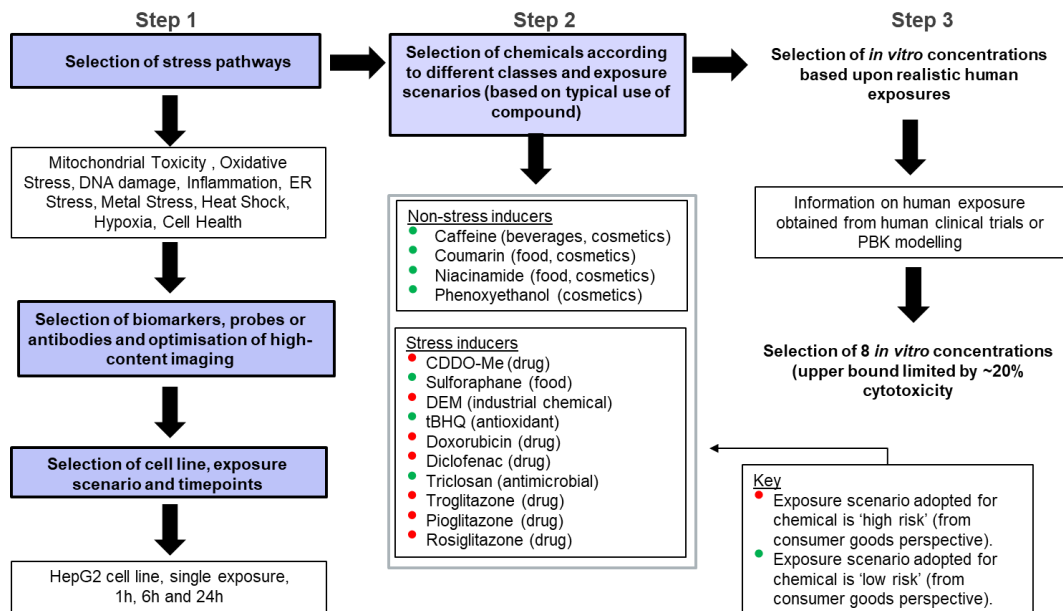 Step 1
Selection of stress pathways
Mitochondrial Toxicity , Oxidative
Stress, DNA damage, Inflammation, ER
Stress, Metal Stress, Heat Shock,
Hypoxia, Cell Health
Selection of biomarkers, probes or
antibodies and optimisation of high-
content imaging
Selection of cell line, exposure
scenario and timepoints
HepG2 cell line, single exposure,
1h, 6h and 24h
Step 2
Selection of chemicals according
to different classes and exposure
scenarios (based on typical use of
compound)
Non-stress inducers
Caffeine (beverages, cosmetics)
Coumarin (food, cosmetics)
Niacinamide (food, cosmetics)
Phenoxyethanol (cosmetics)
Stress inducers
CDDO-Me (drug)
Sulforaphane (food)
DEM (industrial chemical)
tBHQ (antioxidant)
Doxorubicin (drug)
Diclofenac (drug)
Triclosan (antimicrobial)
Troglitazone (drug)
Pioglitazone (drug)
Rosiglitazone (drug)
Step 3
Selection of in vitro concentrations
based upon realistic human
exposures
Information on human exposure
obtained from human clinical trials or
PBK modelling
Selection of 8 in vitro concentrations
(upper bound limited by ~20%
cytotoxicity
Key
Exposure scenario adopted for
chemical is 'high risk' (from
consumer goods perspective).
Exposure scenario adopted for
chemical is 'low risk' (from
consumer goods perspective).